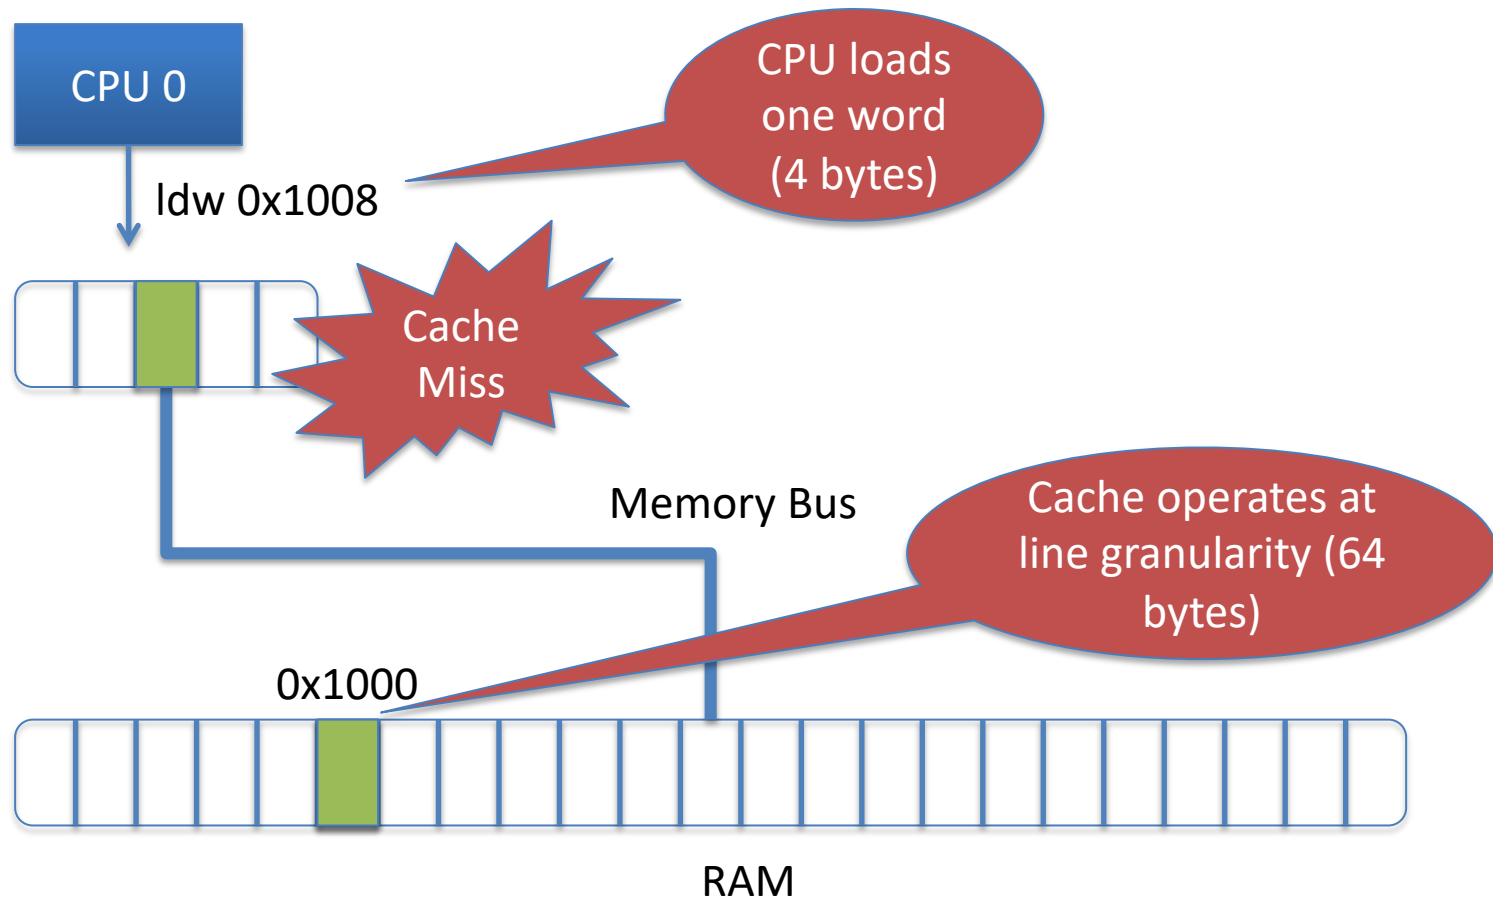 CPU 0
CPU loads
one word
(4 bytes)
ldw 0x1008
Cache
Miss
Memory Bus
Cache operates at
line granularity (64
bytes)
0x1000
RAM